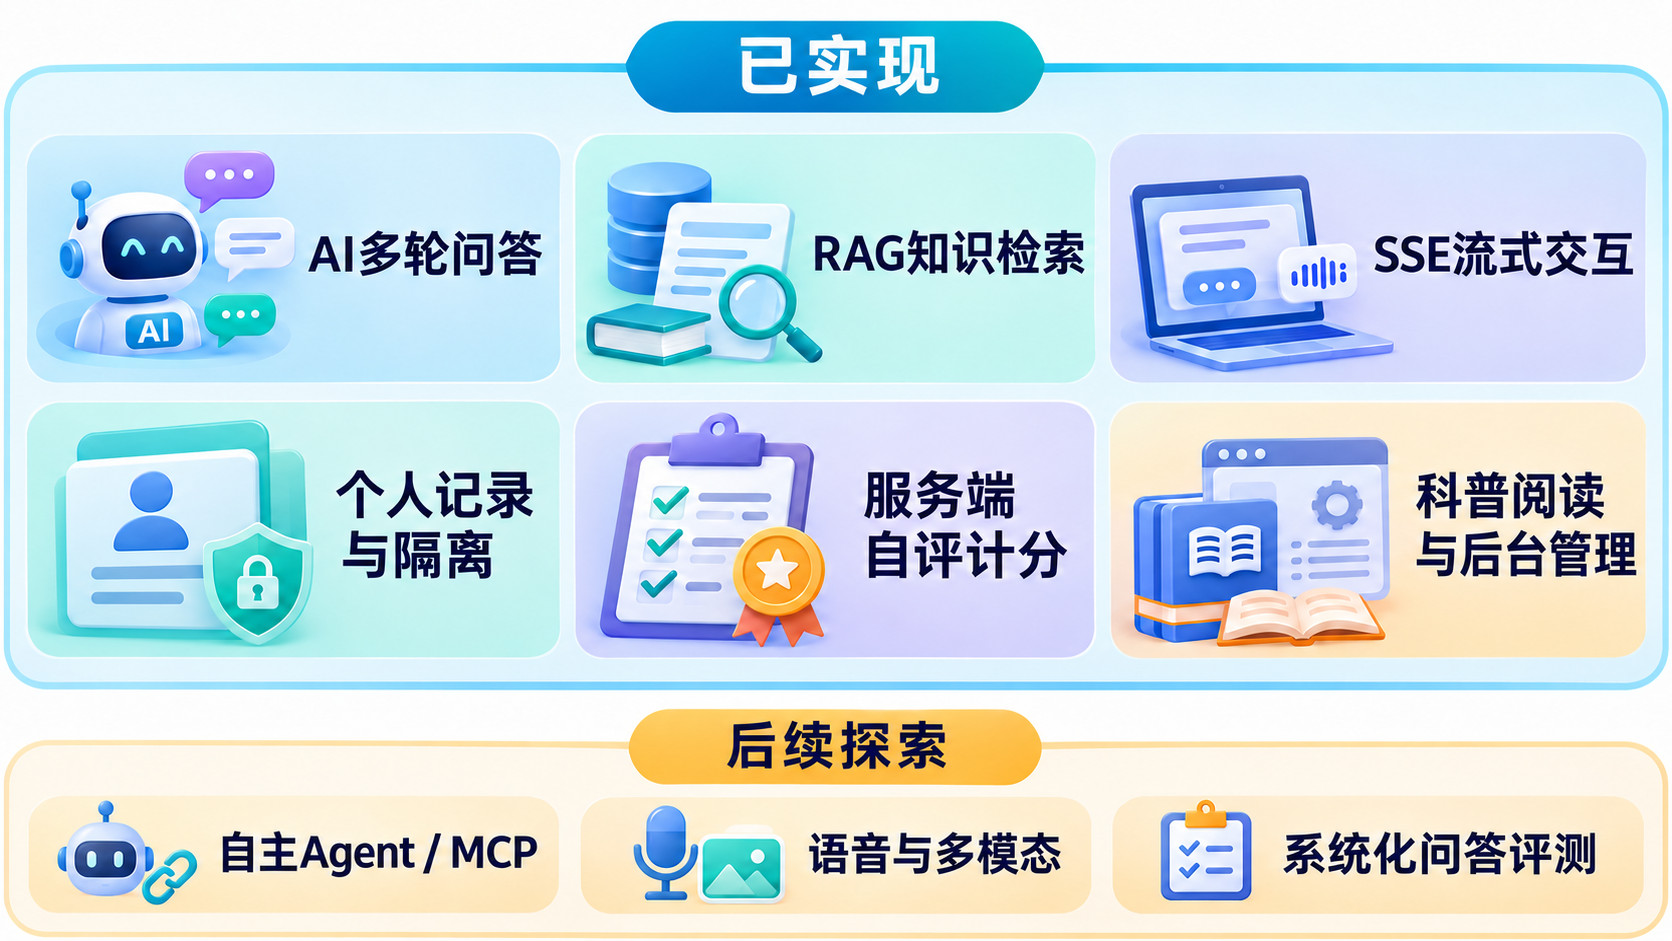 已实现
AI多轮问答
AI
RAG知识检索
SSE流式交互
个人记录
与隔离
服务端
自评计分
科普阅读
与后台管理
后续探索
自主Agent / MCP
语音与多模态
系统化问答评测